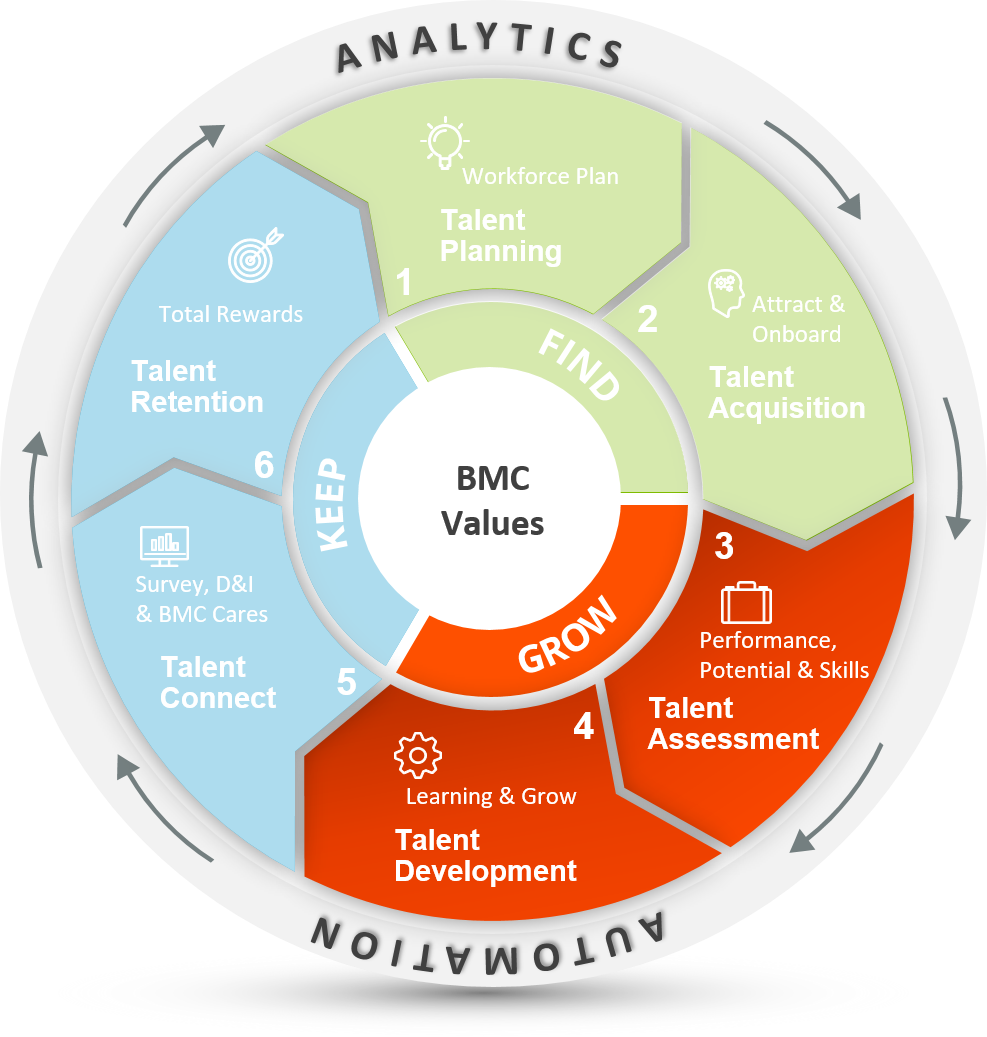 ANALYTICS
Workforce Plan
Talent
Planning
1
2
Attract &
Onboard
Talent
Acquisition
3
Performance,
Potential & Skills
Talent
Assessment
4
Learning & Grow
Talent
Development
5
Survey, D&I
& BMC Cares
Talent
Connect
6
Total Rewards
Talent
Retention
FIND
GROW
KEEP
BMC
Values
AUTOMATION